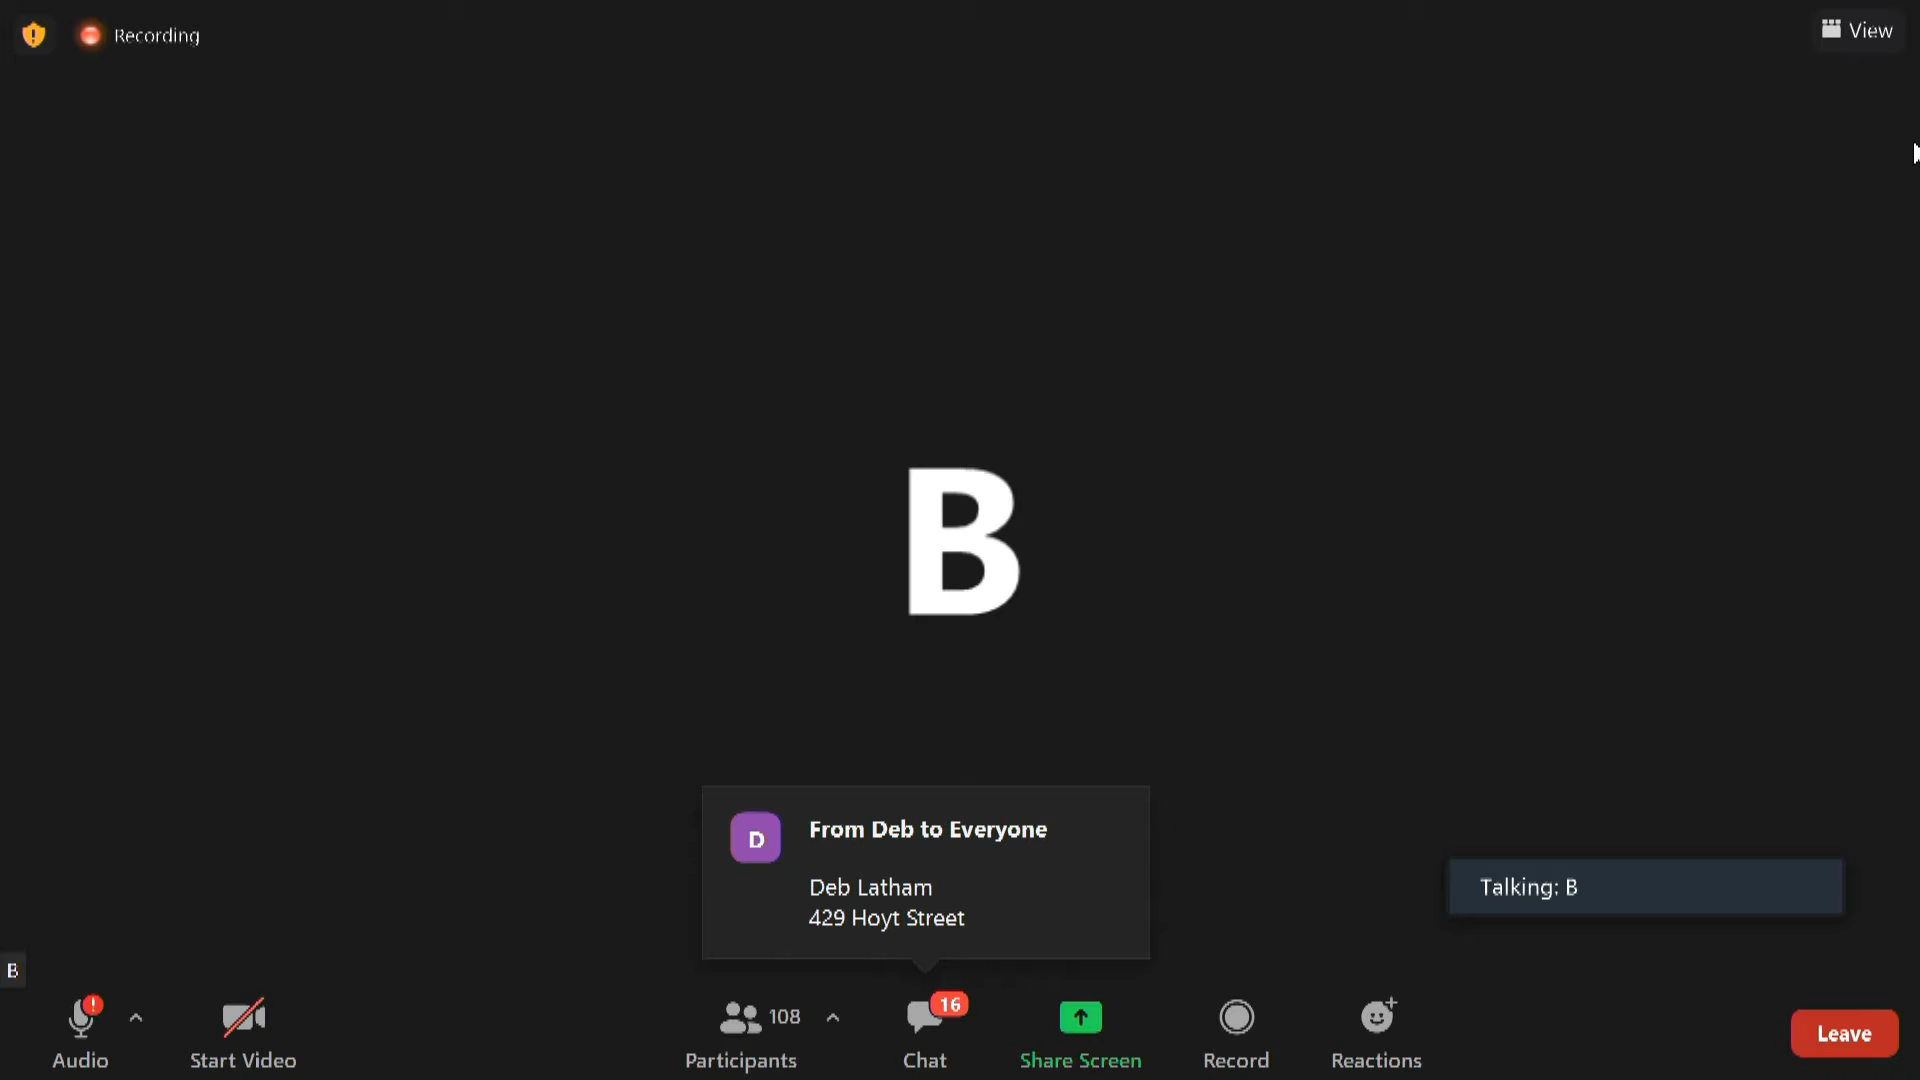 Recording
View
B
D
From Deb to Everyone
Deb Latham
429 Hoyt Street
Talking: B
B
108
16
Audio
Start Video
Participants
Chat
Share Screen
Record
Reactions
Leave